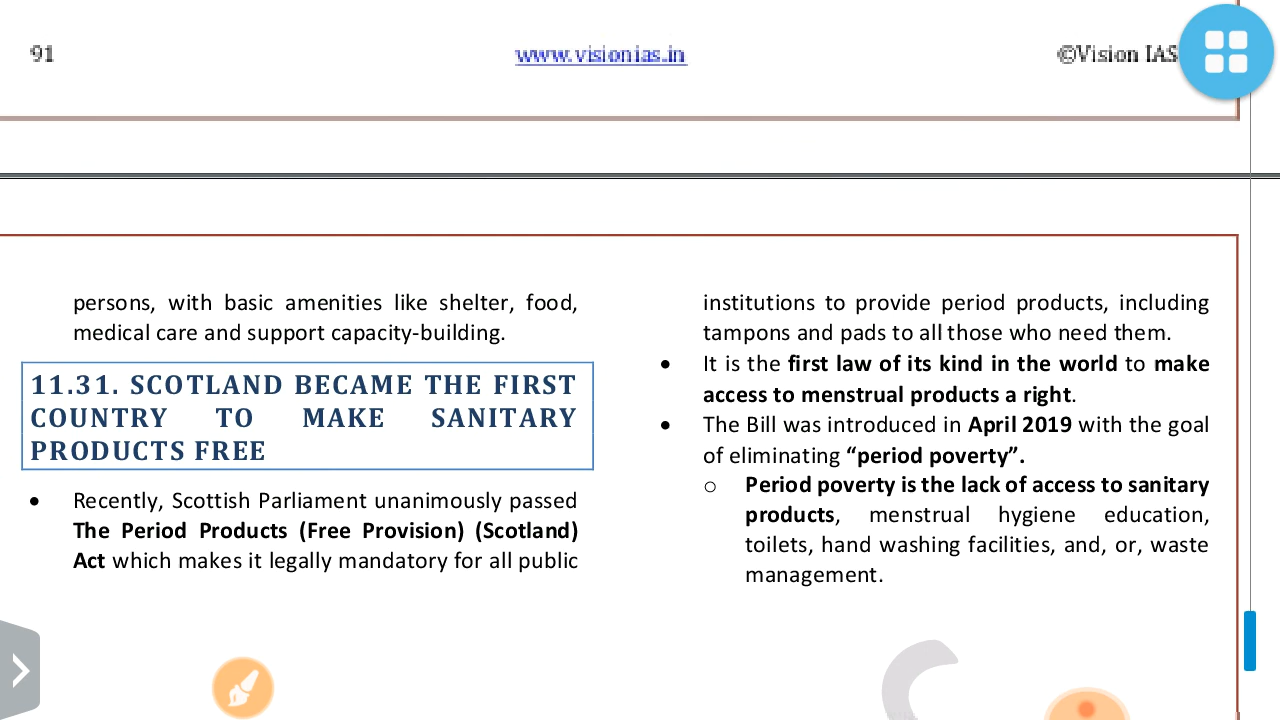 91
www.visionias.in
©Vision IAS
persons, with basic amenities like shelter, food,
medical care and support capacity-building.
11.31. SCOTLAND BECAME THE FIRST
COUNTRY TO MAKE SANITARY
PRODUCTS FREE
• Recently, Scottish Parliament unanimously passed
The Period Products (Free Provision) (Scotland)
Act which makes it legally mandatory for all public
institutions to provide period products, including
tampons and pads to all those who need them.
• It is the first law of its kind in the world to make
access to menstrual products a right.
• The Bill was introduced in April 2019 with the goal
of eliminating “period poverty”.
o Period poverty is the lack of access to sanitary
products, menstrual hygiene education,
toilets, hand washing facilities, and, or, waste
management.